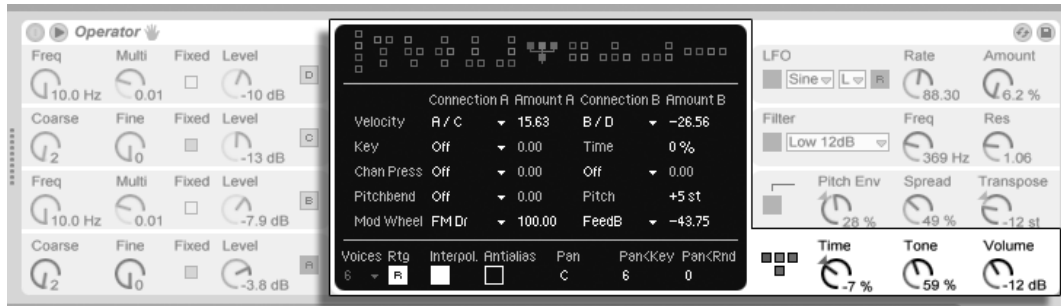 Operator
Freq Multi Fixed Level
10.0 Hz 0.01 -10 dB D
Coarse Fine Fixed Level
2 0 -13 dB C
Freq Multi Fixed Level
10.0 Hz 0.01 -7.9 dB B
Coarse Fine Fixed Level
2 0 -3.8 dB A
Connection A Amount A Connection B Amount B
Velocity A / C 15.63 B / D -26.56
Key Off 0.00 Time 0 %
Chan Press Off 0.00 Off 0.00
Pitchbend Off 0.00 Pitch +5 st
Mod Wheel FM Dr 100.00 FeedB -43.75
Voices Rtg Interpol. Antialias Pan Pan<Key Pan<Rnd
6 R C 6 0
LFO Rate Amount
Sine L R 88.30 6.2 %
Filter Freq Res
Low 12dB 369 Hz 1.06
Pitch Env Spread Transpose
28 % 49 % -12 st
Time Tone Volume
-7 % 59 % -12 dB